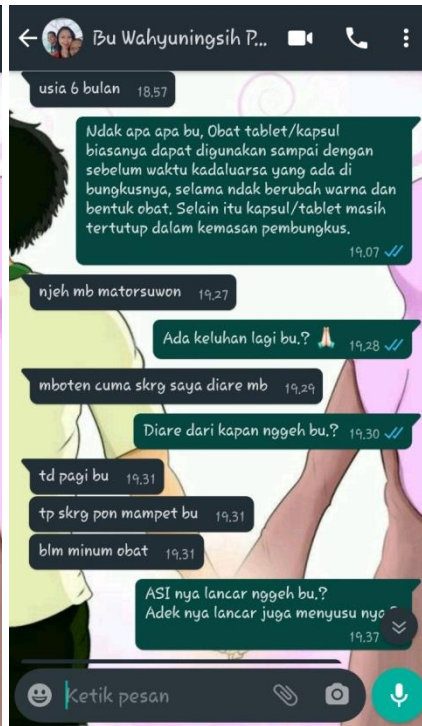 Bu Wahyuningsih P...
usia 6 bulan 18.57
Ndak apa apa bu, Obat tablet/kapsul
biasanya dapat digunakan sampai dengan
sebelum waktu kadaluarsa yang ada di
bungkusnya, selama ndak berubah warna dan
bentuk obat. Selain itu kapsul/tablet masih
tertutup dalam kemasan pembungkus.
19.07
njeh mb matorsuwon 19.27
Ada keluhan lagi bu.? 19.28
mboten cuma skrg saya diare mb 19.29
Diare dari kapan nggeh bu.? 19.30
td pagi bu 19.31
tp skrg pon mampet bu 19.31
blm minum obat 19.31
ASI nya lancar nggeh bu.?
Adek nya lancar juga menyusu nya
19.37
Ketik pesan